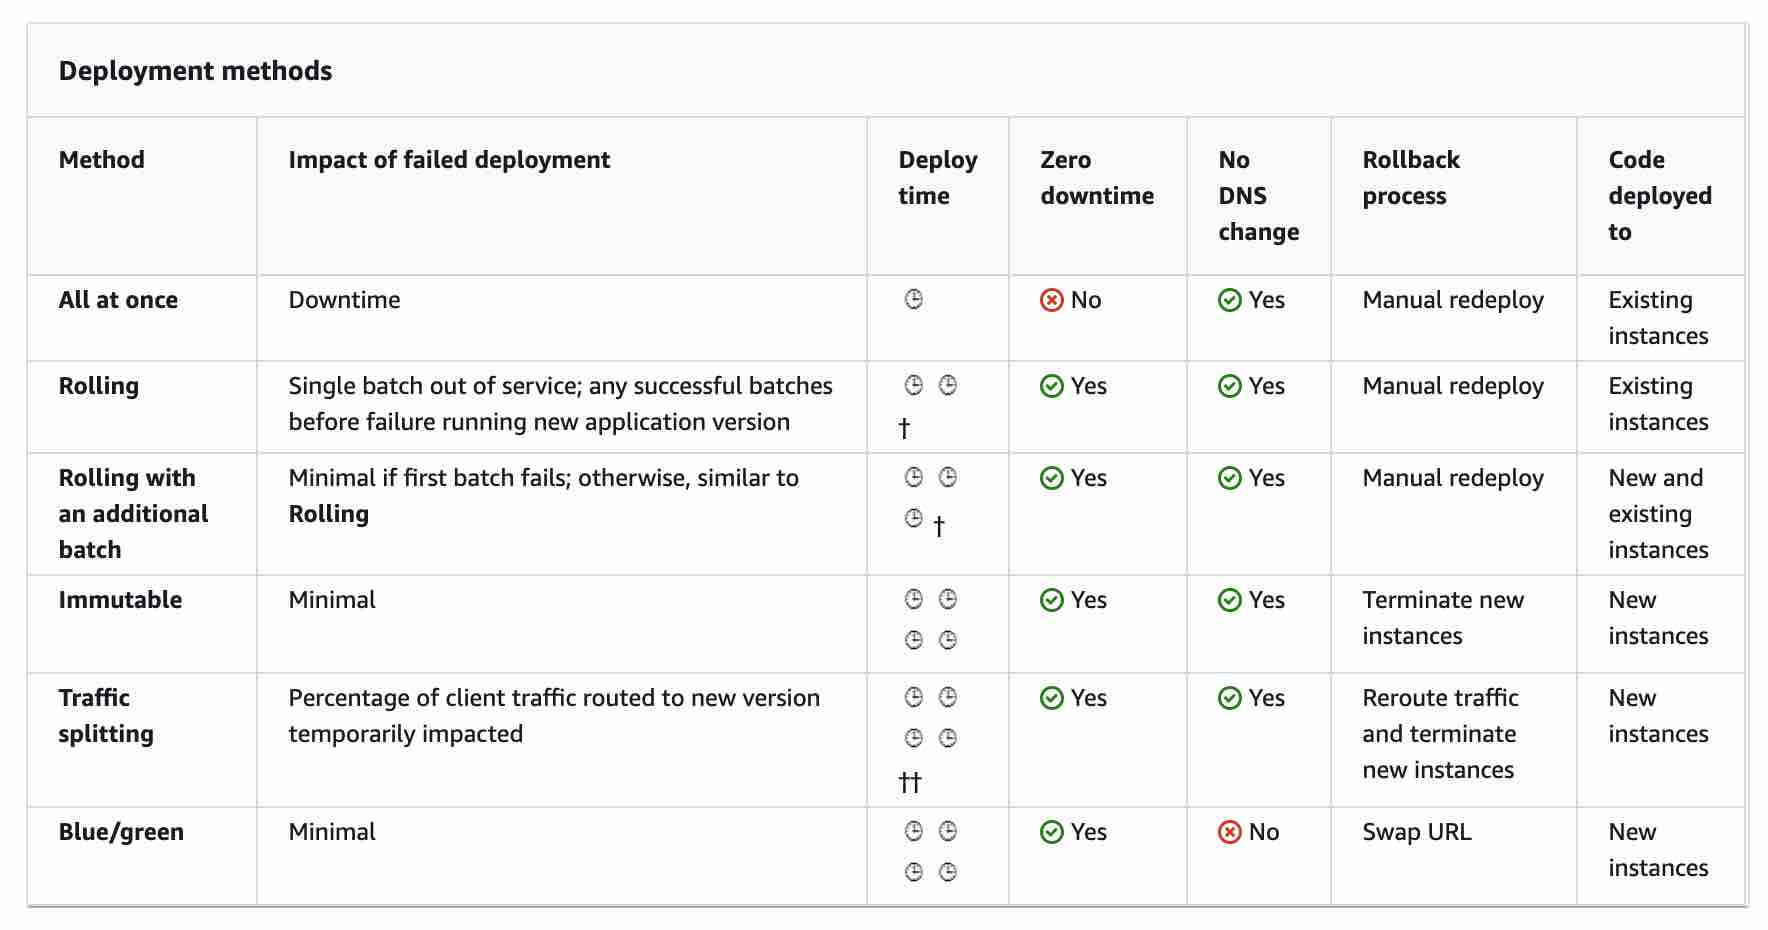 Deployment methods
Method
Impact of failed deployment
Deploy
time
Zero
downtime
No
DNS
change
Rollback
process
Code
deployed
to
All at once
Downtime
No
Yes
Manual redeploy
Existing
instances
Rolling
Single batch out of service; any successful batches
before failure running new application version
†
Yes
Yes
Manual redeploy
Existing
instances
Rolling with
an additional
batch
Minimal if first batch fails; otherwise, similar to
Rolling
†
Yes
Yes
Manual redeploy
New and
existing
instances
Immutable
Minimal
Yes
Yes
Terminate new
instances
New
instances
Traffic
splitting
Percentage of client traffic routed to new version
temporarily impacted
††
Yes
Yes
Reroute traffic
and terminate
new instances
New
instances
Blue/green
Minimal
Yes
No
Swap URL
New
instances